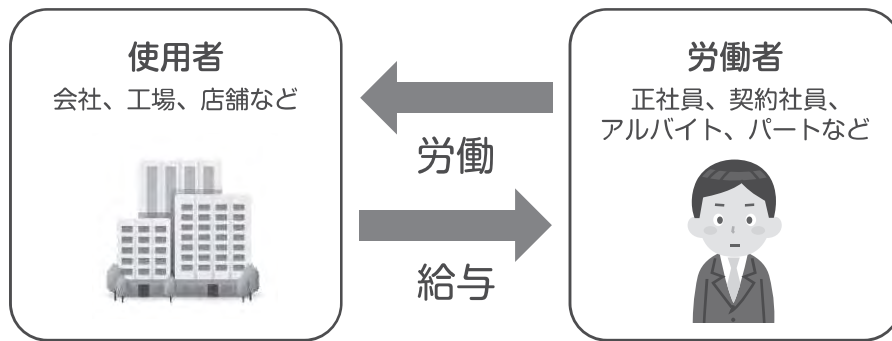 使用者
会社、工場、店舗など
労働
給与
労働者
正社員、契約社員、
アルバイト、パートなど